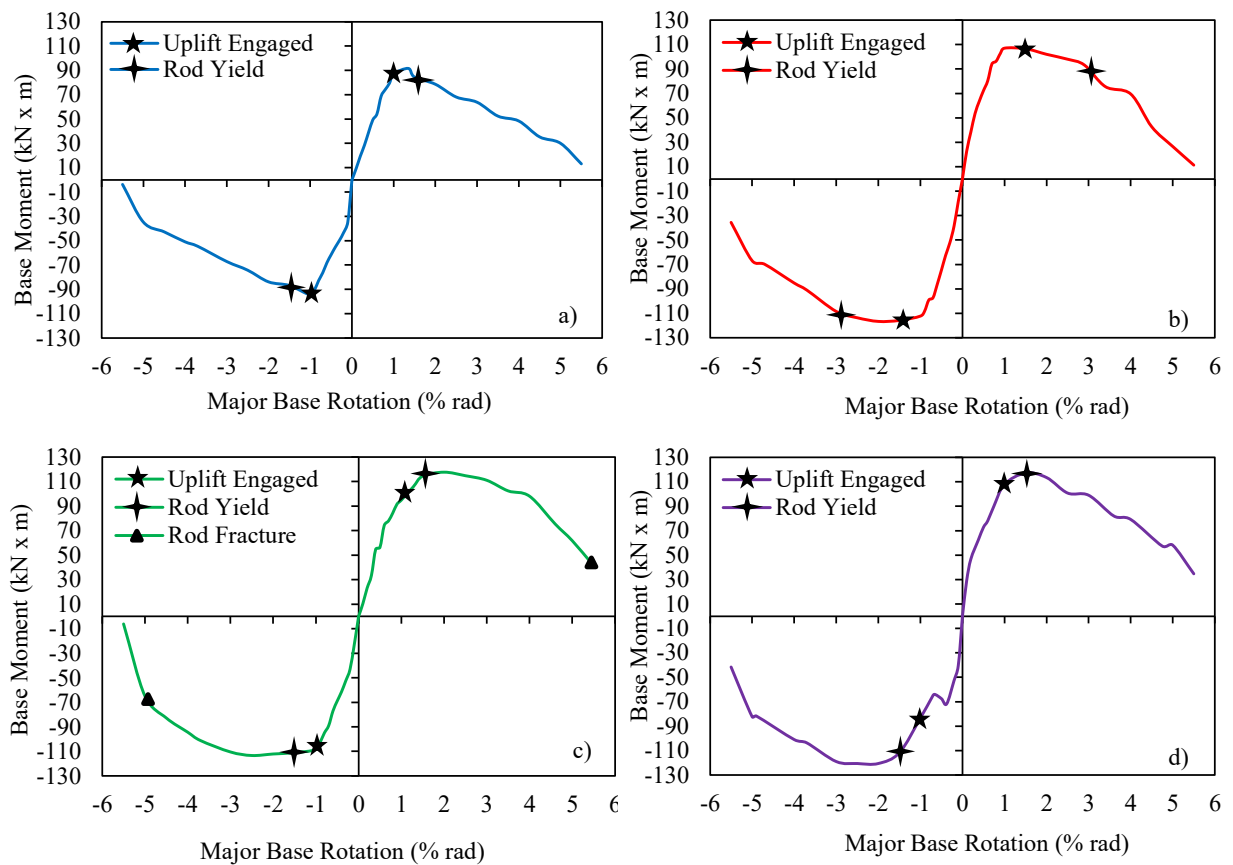 Base Moment (kN x m)
130
110
90
70
50
30
10
-10
-30
-50
-70
-90
-110
-130
Uplift Engaged
Rod Yield
a)
-6 -5 -4 -3 -2 -1 0 1 2 3 4 5 6
Major Base Rotation (% rad)
Base Moment (kN x m)
130
110
90
70
50
30
10
-10
-30
-50
-70
-90
-110
-130
Uplift Engaged
Rod Yield
b)
-6 -5 -4 -3 -2 -1 0 1 2 3 4 5 6
Major Base Rotation (% rad)
Base Moment (kN x m)
130
110
90
70
50
30
10
-10
-30
-50
-70
-90
-110
-130
Uplift Engaged
Rod Yield
Rod Fracture
c)
-6 -5 -4 -3 -2 -1 0 1 2 3 4 5
Major Base Rotation (% rad)
Base Moment (kN x m)
130
110
90
70
50
30
10
-10
-30
-50
-70
-90
-110
-130
Uplift Engaged
Rod Yield
d)
-6 -5 -4 -3 -2 -1 0 1 2 3 4 5 6
Major Base Rotation (% rad)